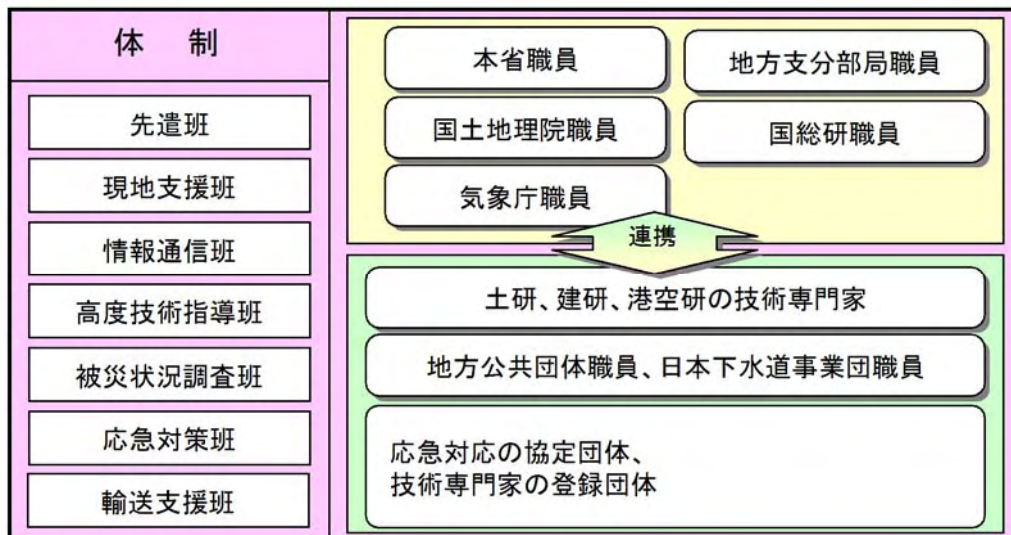 体 制
先遣班
現地支援班
情報通信班
高度技術指導班
被災状況調査班
応急対策班
輸送支援班
本省職員
地方支分部局職員
国土地理院職員
国総研職員
気象庁職員
連携
土研、建研、港空研の技術専門家
地方公共団体職員、日本下水道事業団職員
応急対応の協定団体、
技術専門家の登録団体